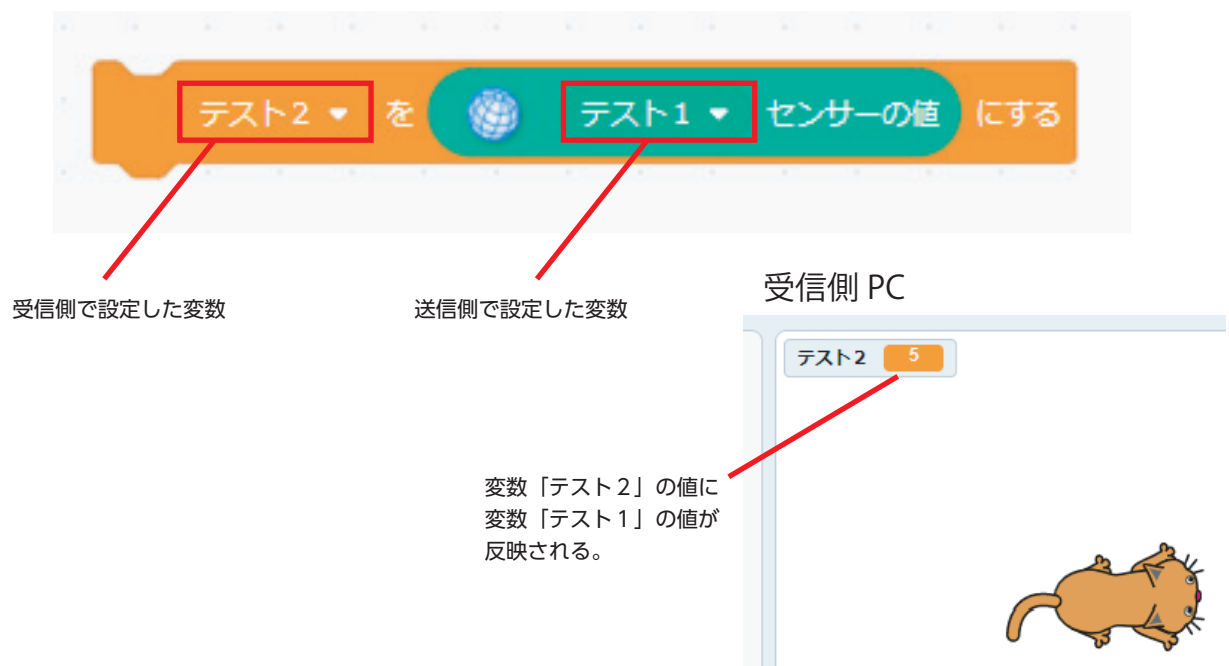 テスト2 を テスト1 センサーの値 にする
受信側で設定した変数
送信側で設定した変数
受信側 PC
テスト2 5
変数「テスト2」の値に
変数「テスト1」の値が
反映される。